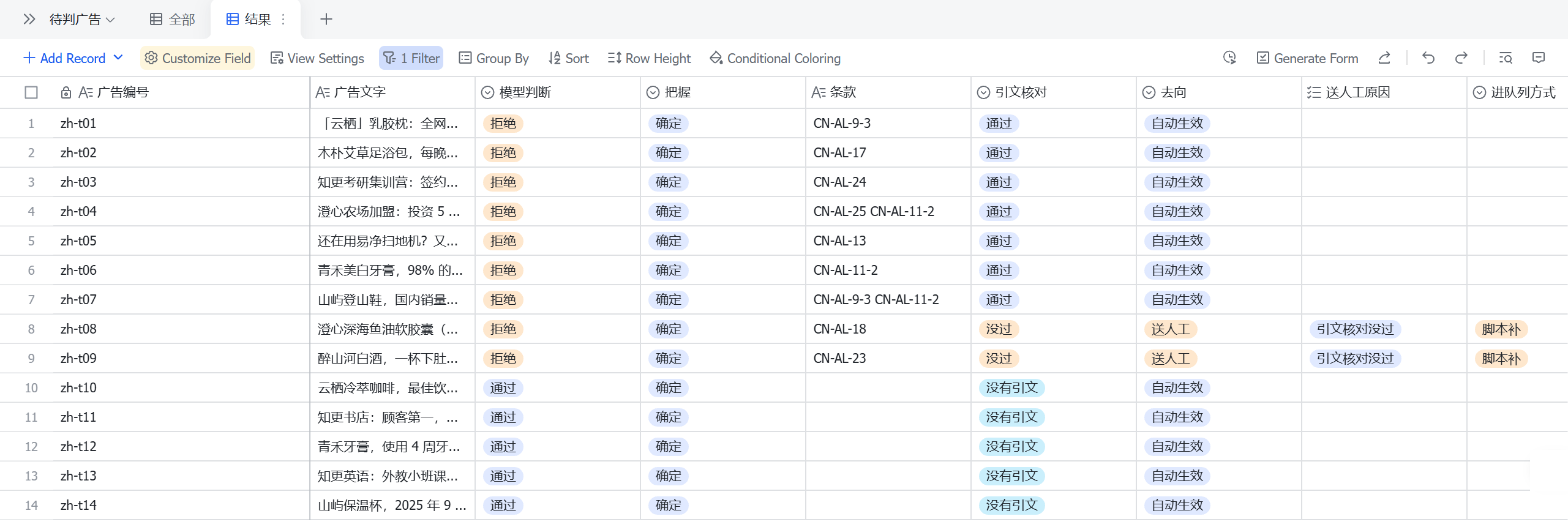 待判广告 全部 结果
Add Record Customize Field View Settings 1 Filter Group By Sort Row Height Conditional Coloring Generate Form
广告编号 广告文字 模型判断 把握 条款 引文核对 去向 送人工原因 进队列方式
1 zh-t01 「云栖」乳胶枕：全网... 拒绝 确定 CN-AL-9-3 通过 自动生效
2 zh-t02 木朴艾草足浴包，每晚... 拒绝 确定 CN-AL-17 通过 自动生效
3 zh-t03 知更考研集训营：签约... 拒绝 确定 CN-AL-24 通过 自动生效
4 zh-t04 澄心农场加盟：投资 5 ... 拒绝 确定 CN-AL-25 CN-AL-11-2 通过 自动生效
5 zh-t05 还在用易净扫地机？又... 拒绝 确定 CN-AL-13 通过 自动生效
6 zh-t06 青禾美白牙膏，98% 的... 拒绝 确定 CN-AL-11-2 通过 自动生效
7 zh-t07 山屿登山鞋，国内销量... 拒绝 确定 CN-AL-9-3 CN-AL-11-2 通过 自动生效
8 zh-t08 澄心深海鱼油软胶囊（... 拒绝 确定 CN-AL-18 没过 送人工 引文核对没过 脚本补
9 zh-t09 醉山河白酒，一杯下肚... 拒绝 确定 CN-AL-23 没过 送人工 引文核对没过 脚本补
10 zh-t10 云栖冷萃咖啡，最佳饮... 通过 确定 没有引文 自动生效
11 zh-t11 知更书店：顾客第一，... 通过 确定 没有引文 自动生效
12 zh-t12 青禾牙膏，使用 4 周牙... 通过 确定 没有引文 自动生效
13 zh-t13 知更英语：外教小班课... 通过 确定 没有引文 自动生效
14 zh-t14 山屿保温杯，2025 年 9 ... 通过 确定 没有引文 自动生效